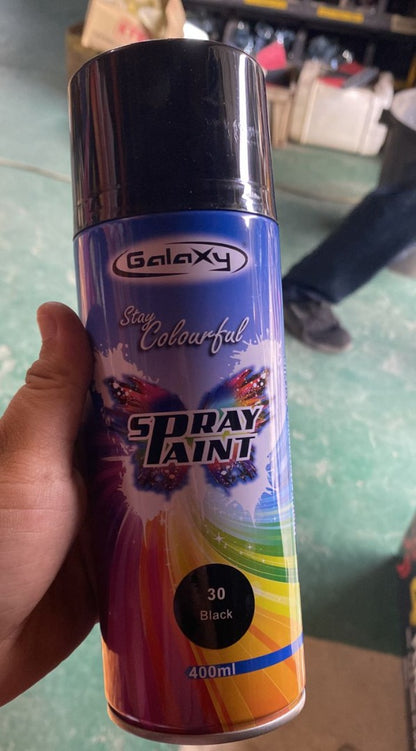 GalaXy
Stay
Colourful
SPRAY
PAINT
30
Black
400ml